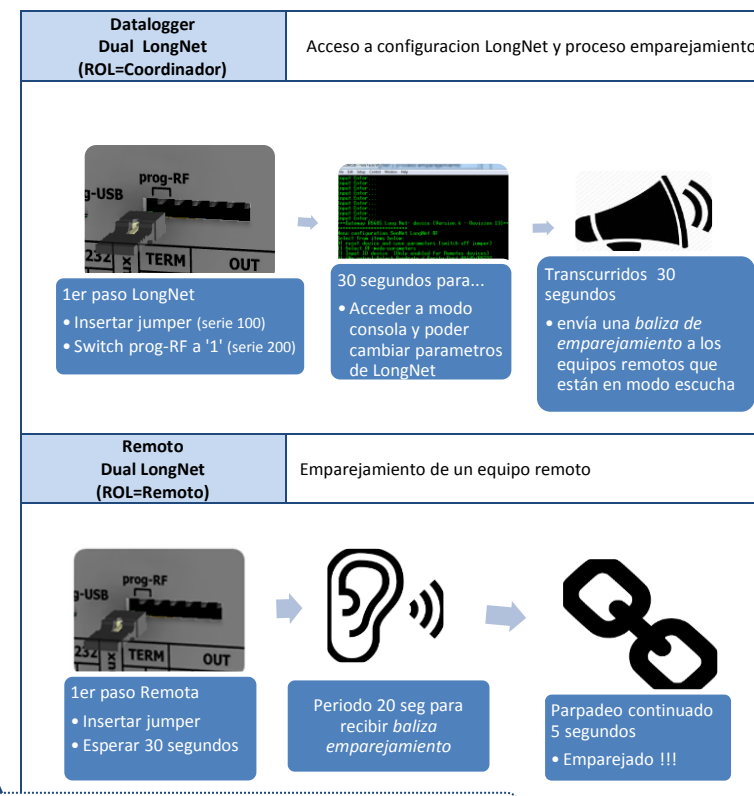 Datalogger
Dual LongNet
(ROL=Coordinador)
Acceso a configuracion LongNet y proceso emparejamiento
prog-RF
g-USB
232
TERM
OUT
1er paso LongNet
• Insertar jumper (serie 100)
• Switch prog-RF a '1' (serie 200)
30 segundos para...
• Acceder a modo
consola y poder
cambiar parametros
de LongNet
Transcurridos 30
segundos
• envía una baliza de
emparejamiento a los
equipos remotos que
están en modo escucha
Remoto
Dual LongNet
(ROL=Remoto)
Emparejamiento de un equipo remoto
prog-RF
g-USB
232
TERM
OUT
1er paso Remota
• Insertar jumper
• Esperar 30 segundos
Periodo 20 seg para
recibir baliza
emparejamiento
Parpadeo continuado
5 segundos
• Emparejado !!!